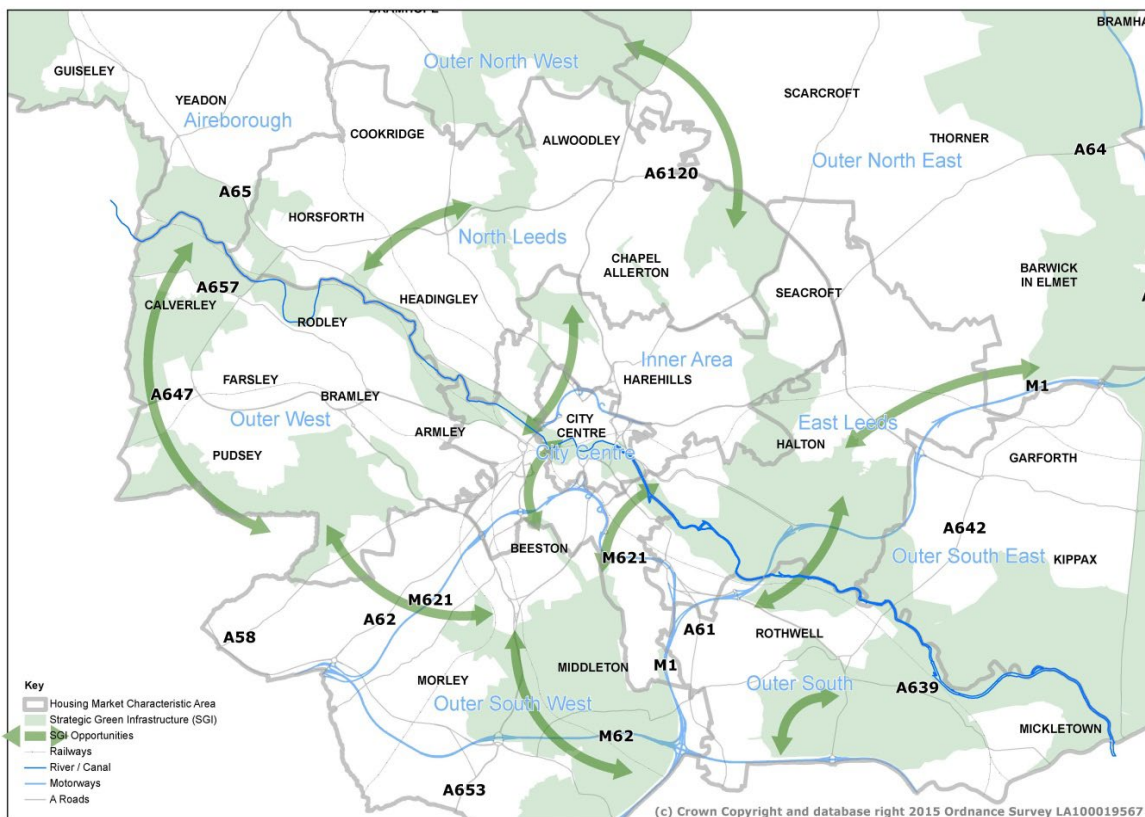 BRAMHOPE
BRAMHA
GUISELEY
Outer North West
YEADON
SCARCROFT
Aireborough
COOKRIDGE
ALWOODLEY
THORNER
A64
Outer North East
A6120
A65
HORSFORTH
North Leeds
CHAPEL
ALLERTON
BARWICK
IN ELMET
A657
CALVERLEY
SEACROFT
HEADINGLEY
RODLEY
Inner Area
FARSLEY
HAREHILLS
M1
A647
BRAMLEY
Outer West
CITY
CENTRE
East Leeds
ARMLEY
HALTON
City Centre
PUDSEY
GARFORTH
A642
BEESTON
Outer South East
M621
KIPPAX
M621
A62
A61
ROTHWELL
A58
MIDDLETON
M1
MORLEY
Outer South
A639
Outer South West
MICKLETOWN
M62
A653
Key
Housing Market Characteristic Area
Strategic Green Infrastructure (SGI)
SGI Opportunities
Railways
River / Canal
Motorways
A Roads
(c) Crown Copyright and database right 2015 Ordnance Survey LA100019567